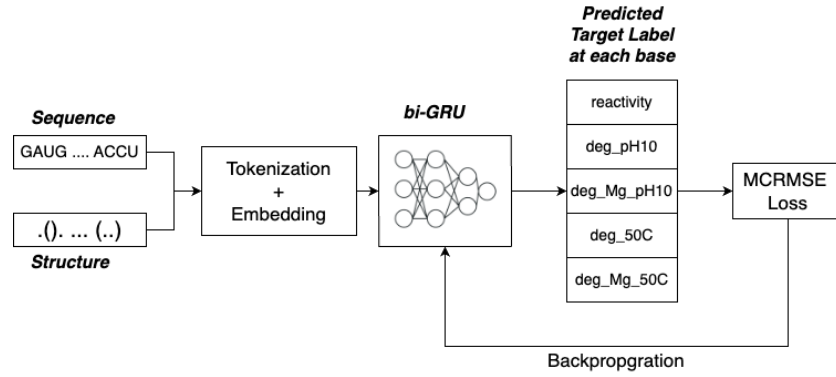 Predicted
Target Label
at each base
bi-GRU
Sequence
GAUG .... ACCU
.(). ... (..)
Structure
Tokenization
+
Embedding
reactivity
deg_pH10
deg_Mg_pH10
deg_50C
deg_Mg_50C
MCRMSE
Loss
Backpropgration